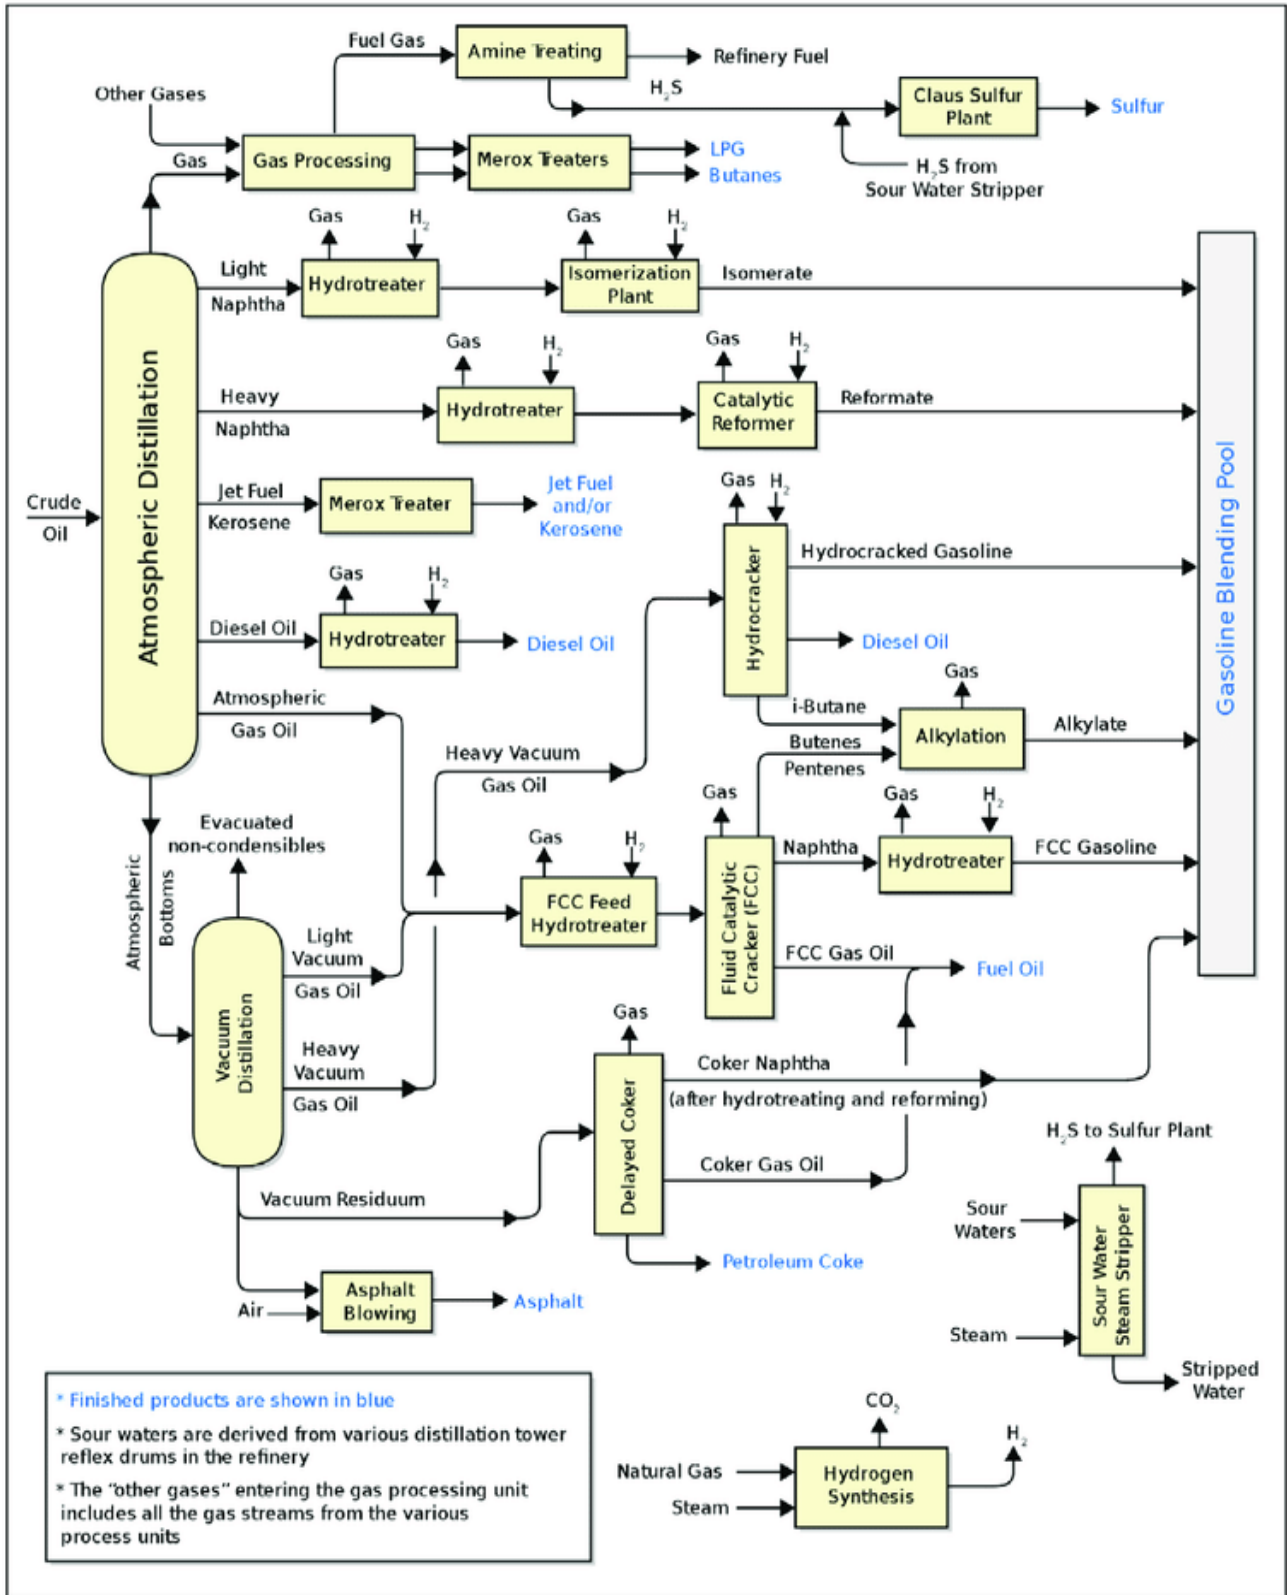 Fuel Gas
Amine Treating
Refinery Fuel
H₂S
Other Gases
Claus Sulfur
Plant
Sulfur
Gas
Gas Processing
Merox Treaters
LPG
Butanes
H₂S from
Sour Water Stripper
Gas
H₂
Gas
H₂
Light
Naphtha
Hydrotreater
Isomerization
Plant
Isomerate
Gas
H₂
Gas
H₂
Heavy
Naphtha
Hydrotreater
Catalytic
Reformer
Reformate
Atmospheric Distillation
Gasoline Blending Pool
Crude
Oil
Jet Fuel
Kerosene
Merox Treater
Jet Fuel
and/or
Kerosene
Gas
H₂
Hydrocracker
Hydrocracked Gasoline
Gas
H₂
Diesel Oil
Hydrotreater
Diesel Oil
Diesel Oil
Atmospheric
Gas Oil
i-Butane
Gas
Alkylation
Alkylate
Butenes
Pentenes
Heavy Vacuum
Gas Oil
Evacuated
non-condensibles
Atmospheric
Bottoms
Gas
H₂
FCC Feed
Hydrotreater
Gas
Fluid Catalytic
Cracker (FCC)
Naphtha
Gas
H₂
Hydrotreater
FCC Gasoline
FCC Gas Oil
Fuel Oil
Light
Vacuum
Gas Oil
Vacuum
Distillation
Heavy
Vacuum
Gas Oil
Gas
Delayed Coker
Coker Naphtha
(after hydrotreating and reforming)
Coker Gas Oil
Vacuum Residuum
Petroleum Coke
H₂S to Sulfur Plant
Sour
Waters
Sour Water
Steam Stripper
Steam
Stripped
Water
Air
Asphalt
Blowing
Asphalt
* Finished products are shown in blue
* Sour waters are derived from various distillation tower
reflex drums in the refinery
* The “other gases” entering the gas processing unit
includes all the gas streams from the various
process units
CO₂
H₂
Natural Gas
Steam
Hydrogen
Synthesis